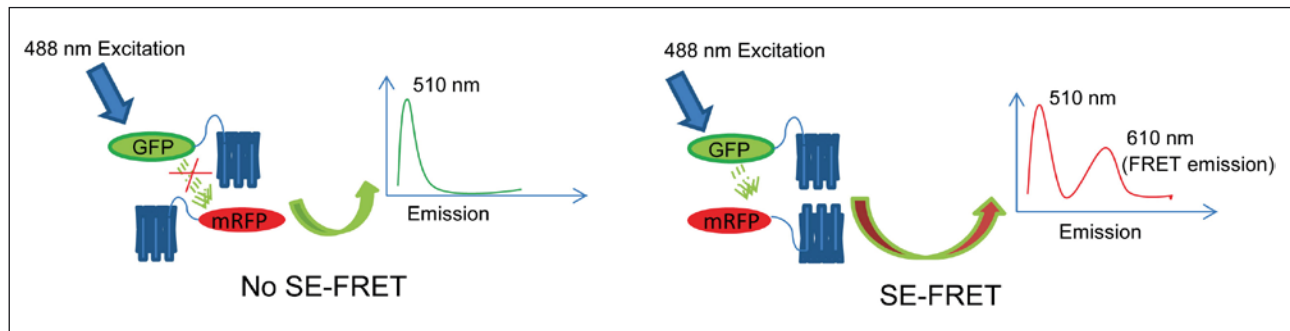 488 nm Excitation
GFP
mRFP
510 nm
Emission
No SE-FRET
488 nm Excitation
GFP
mRFP
510 nm
610 nm
(FRET emission)
Emission
SE-FRET